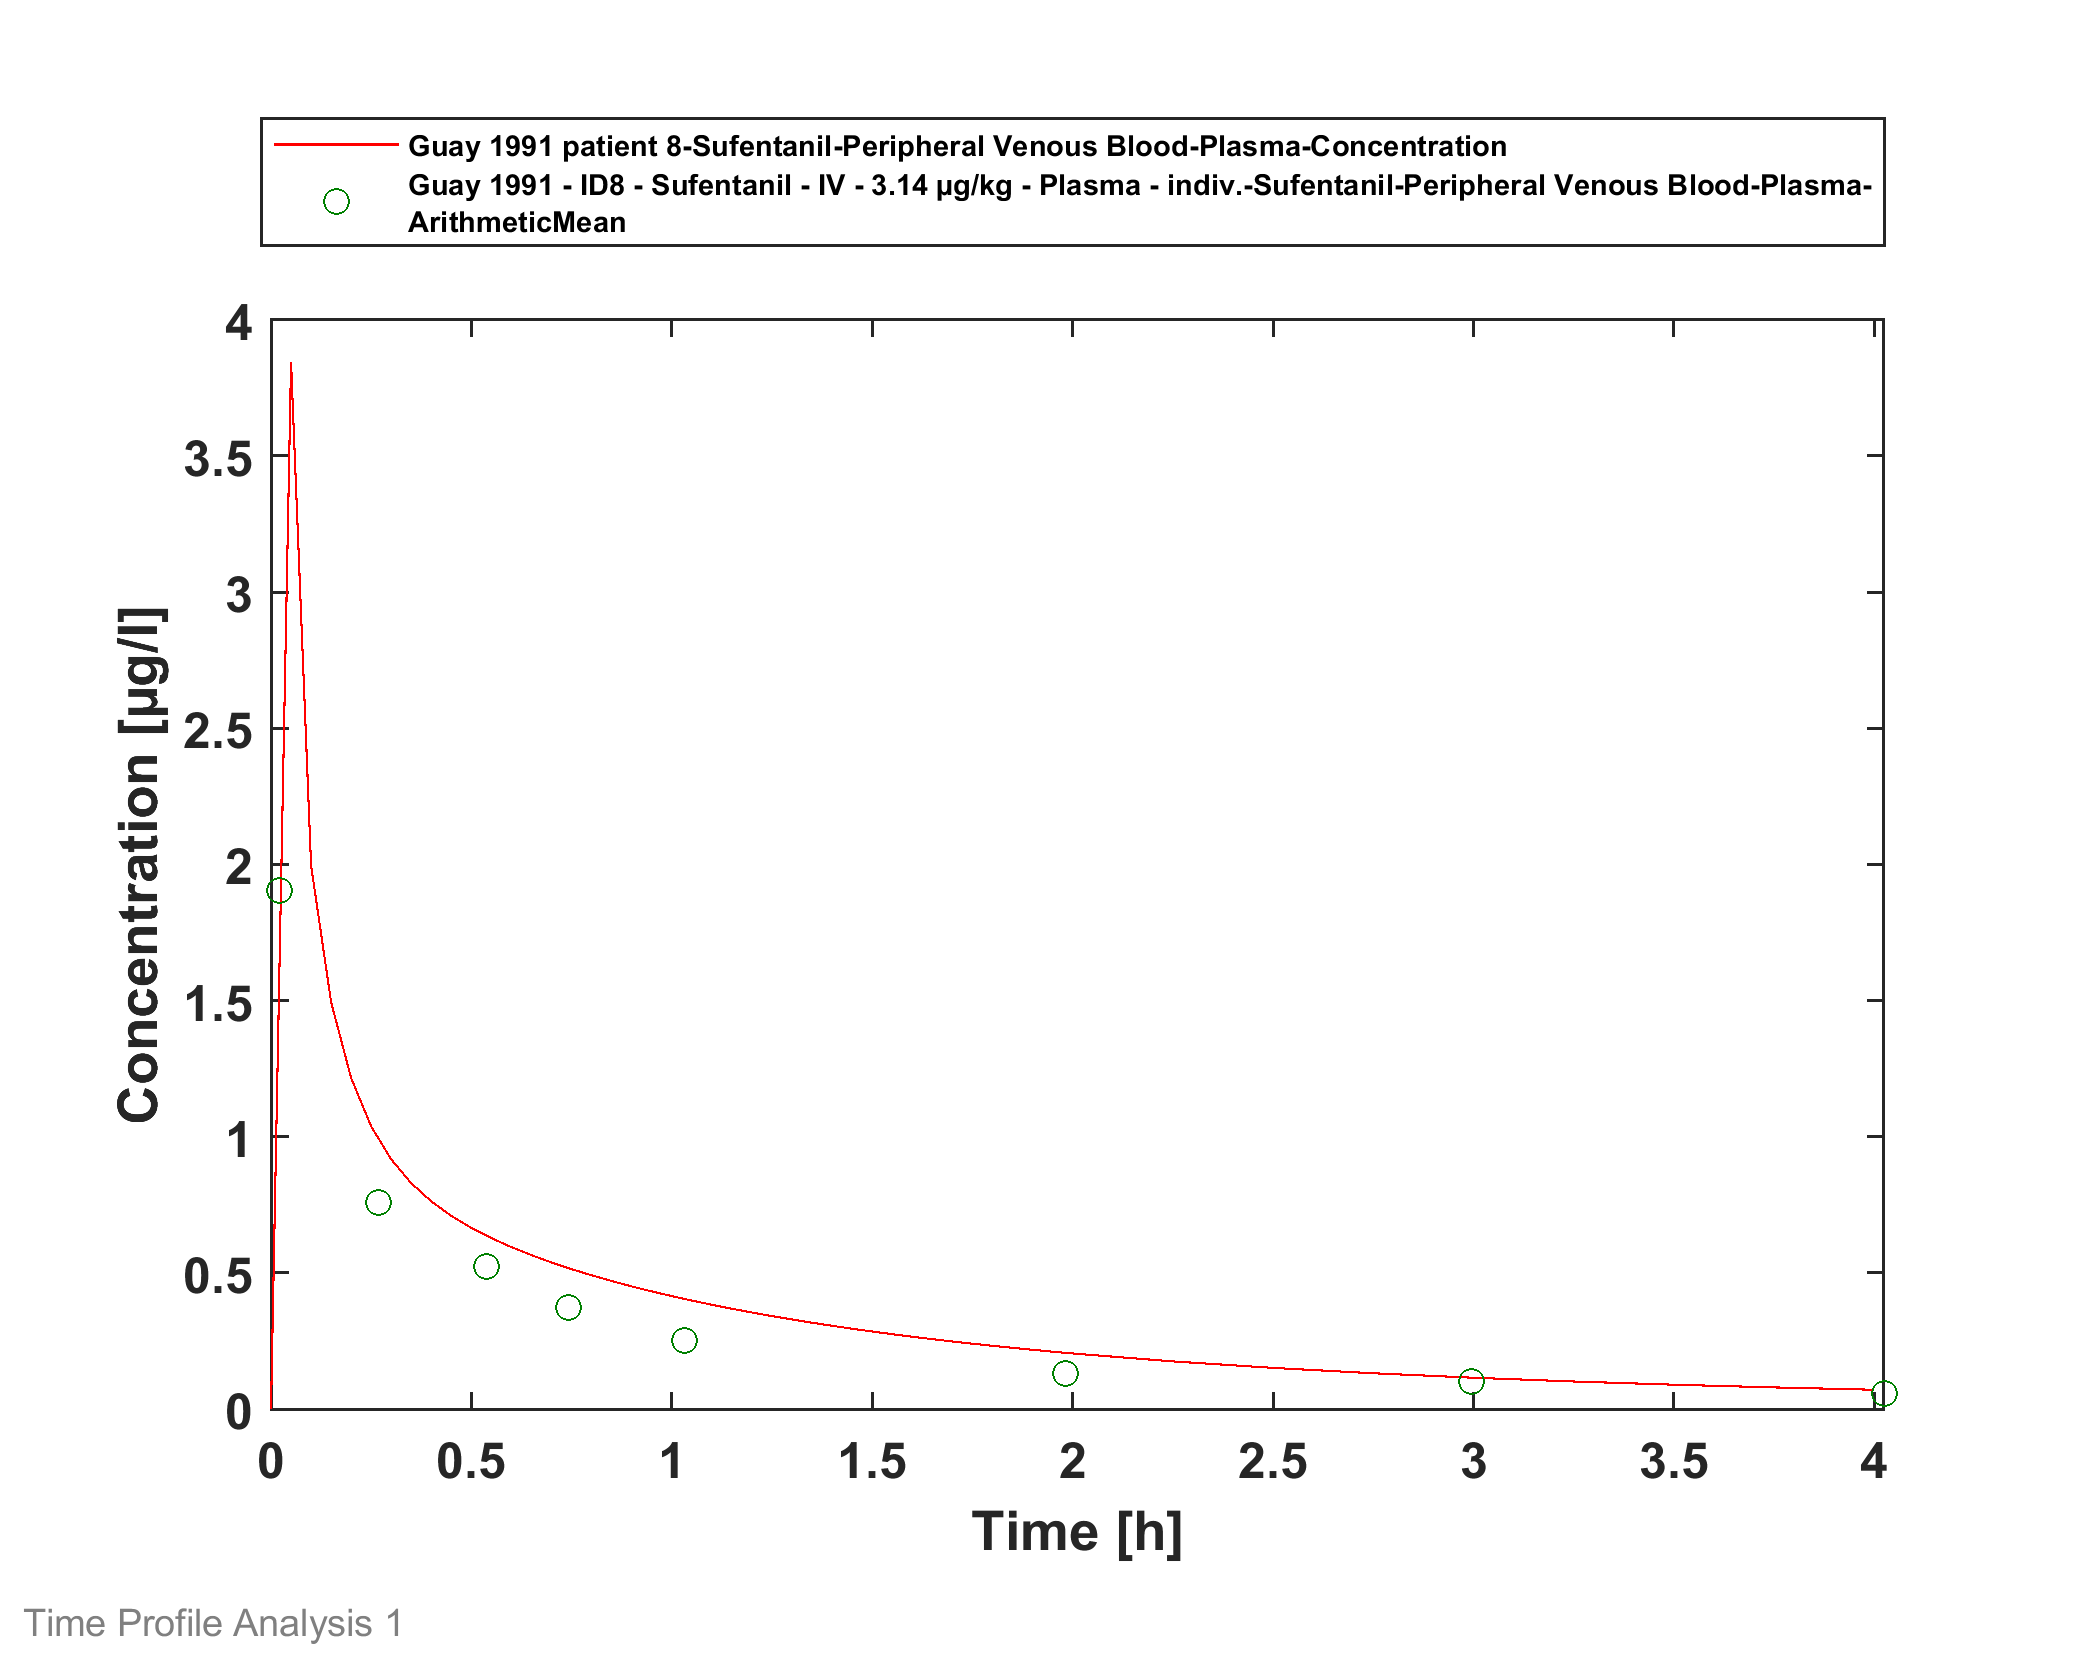 Guay 1991 patient 8-Sufentanil-Peripheral Venous Blood-Plasma-Concentration
Guay 1991 - ID8 - Sufentanil - IV - 3.14 µg/kg - Plasma - indiv.-Sufentanil-Peripheral Venous Blood-Plasma-
ArithmeticMean
4
3.5
3
2.5
2
1.5
1
0.5
0
Concentration [µg/l]
0 0.5 1 1.5 2 2.5 3 3.5 4
Time [h]
Time Profile Analysis 1